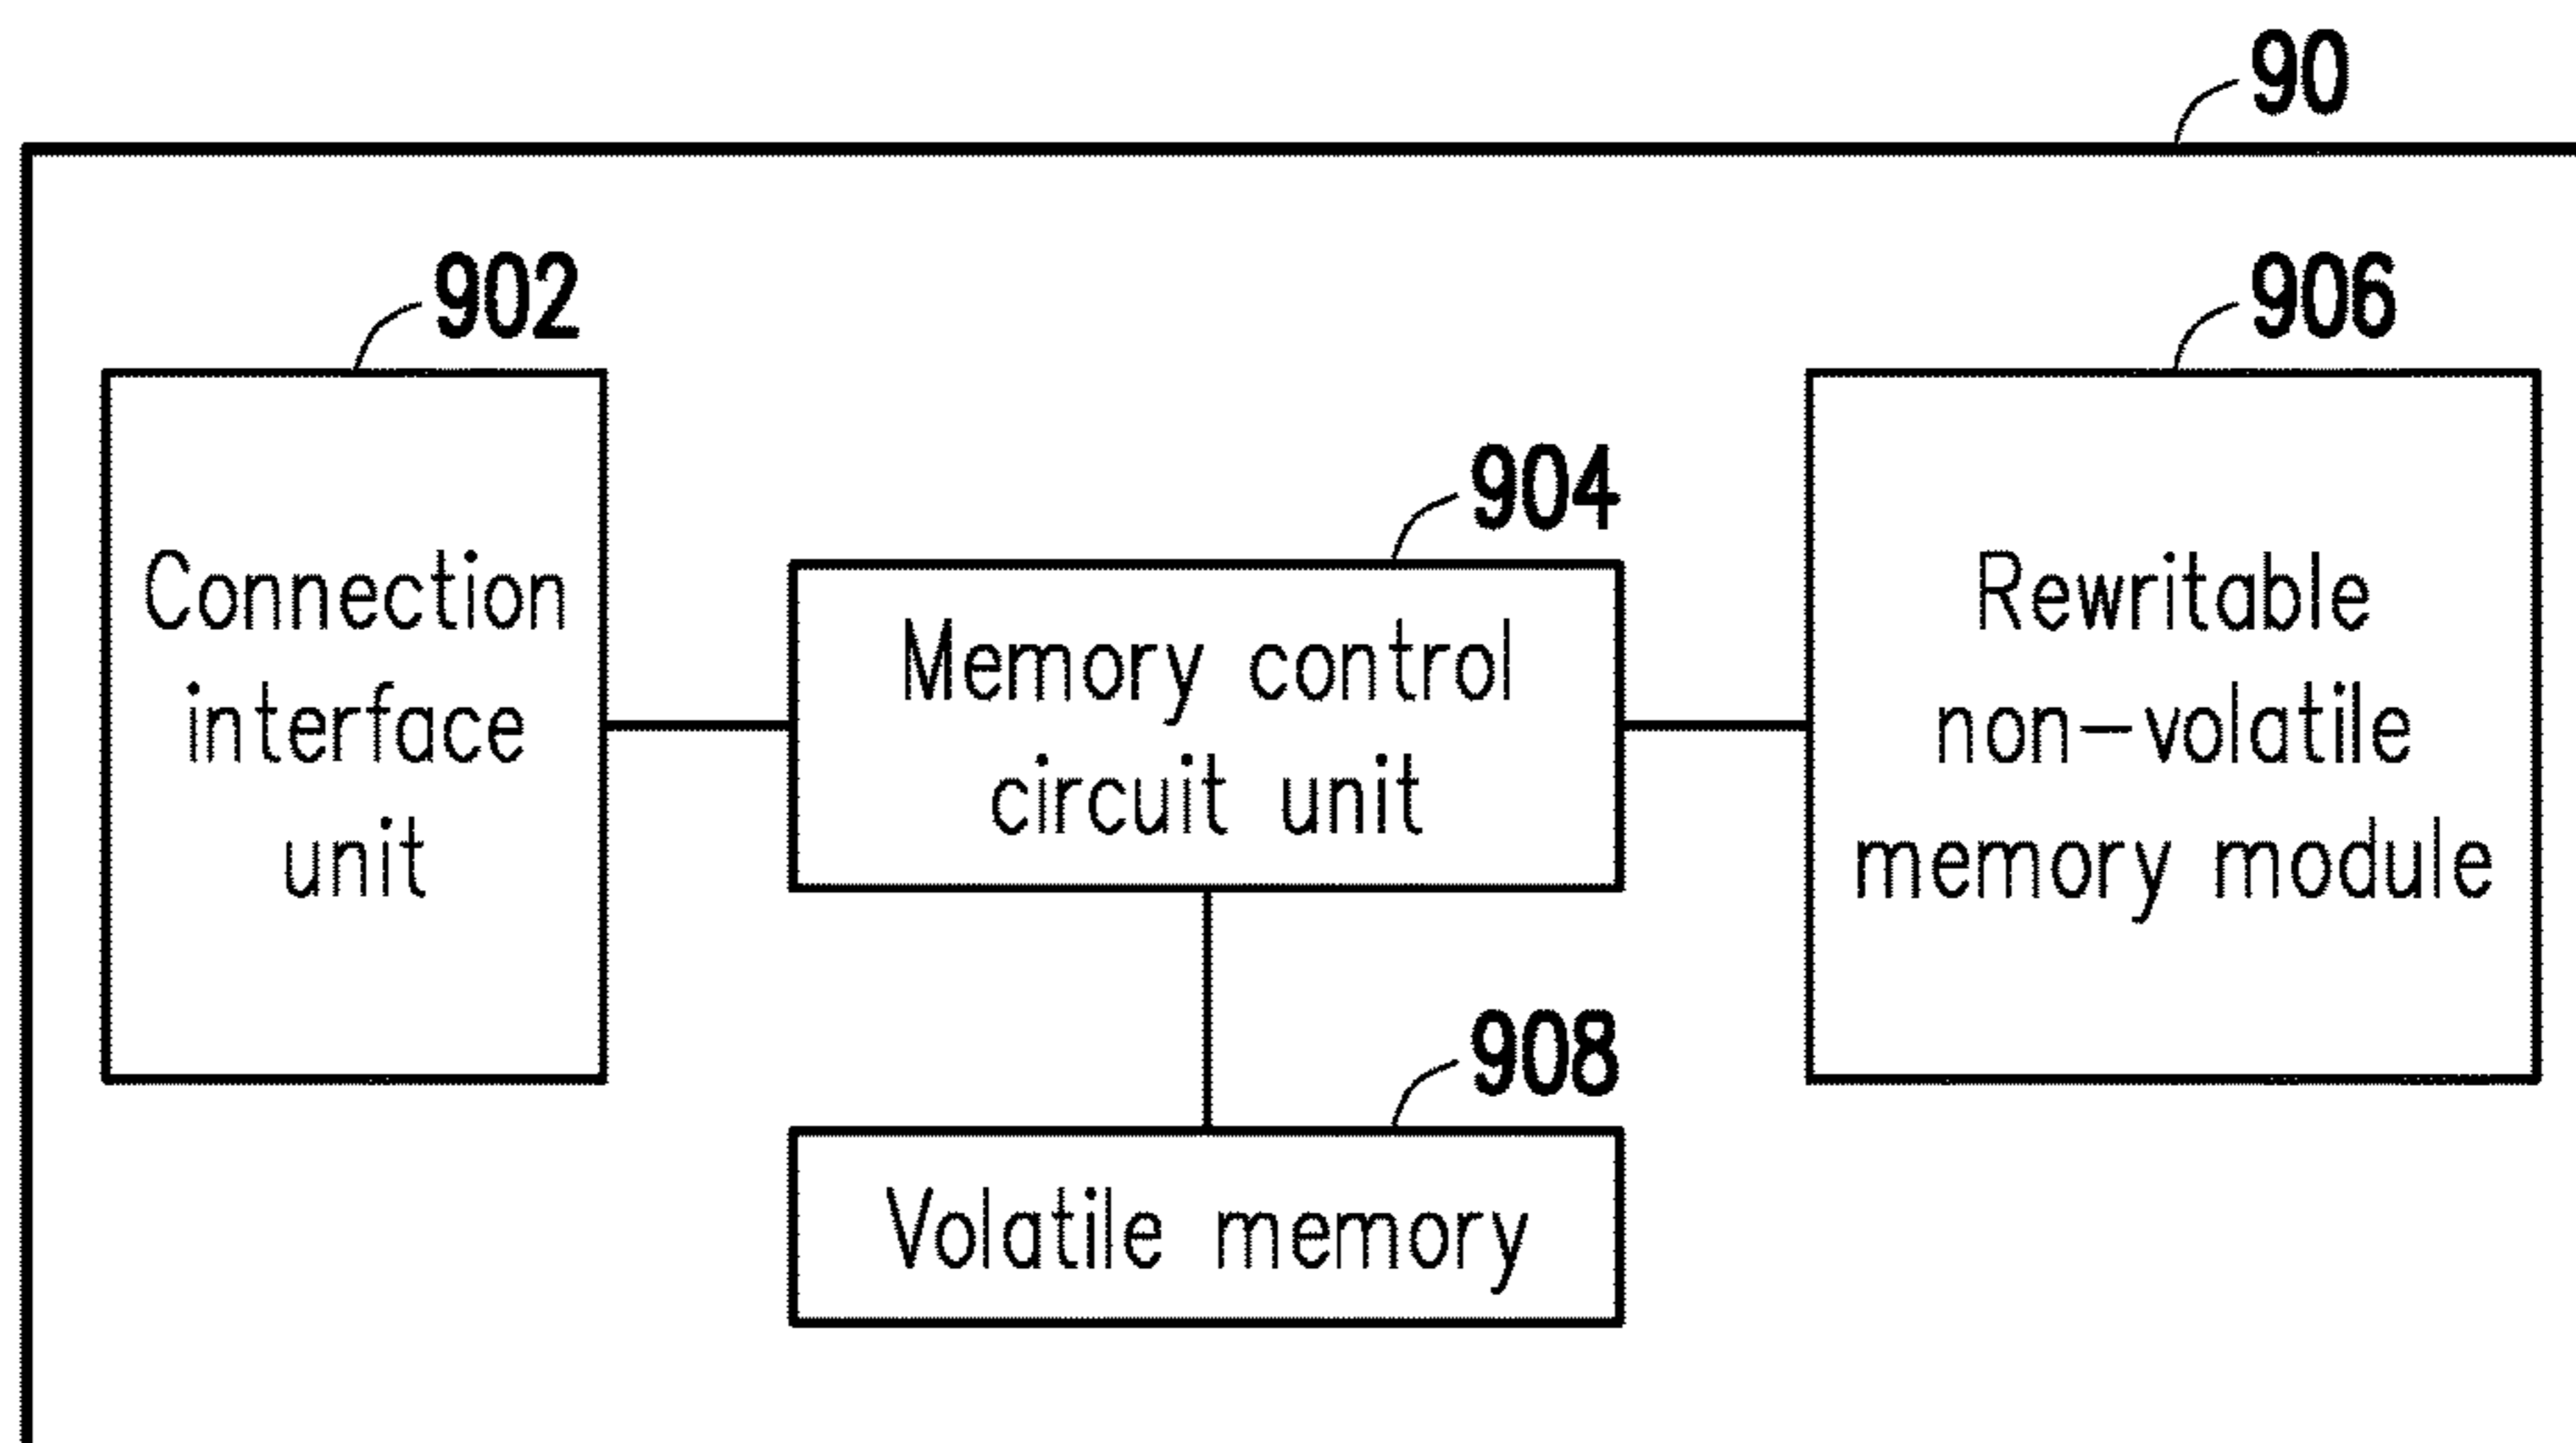 90
902
906
904
Connection
interface
unit
Memory control
circuit unit
Rewritable
non-volatile
memory module
908
Volatile memory